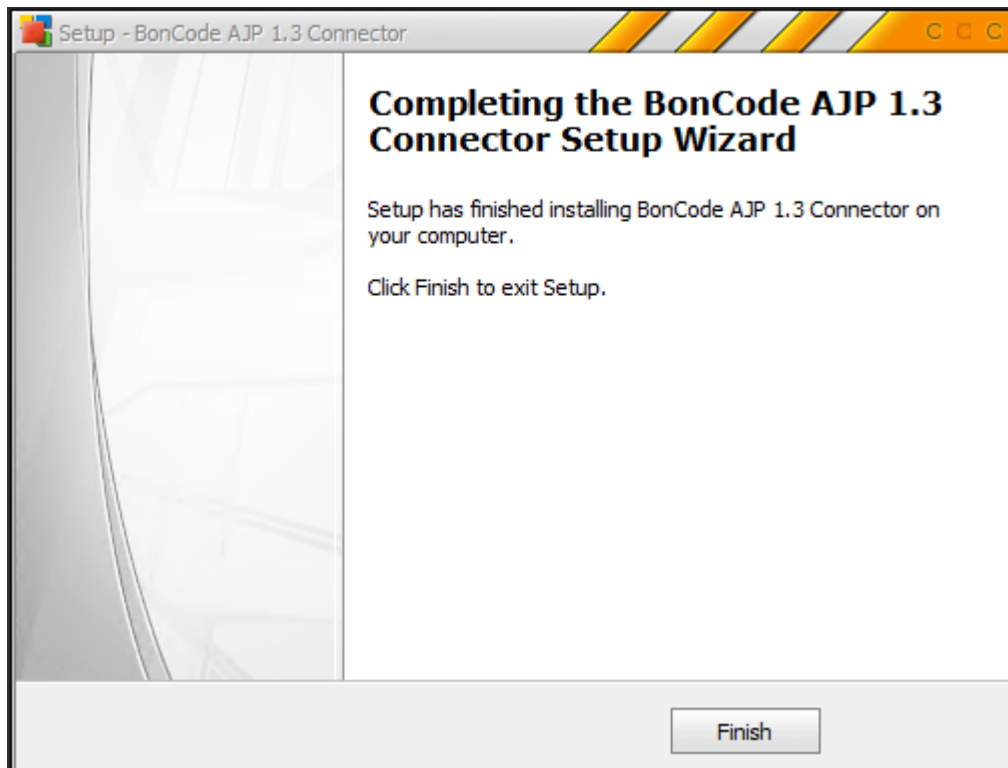 Setup - BonCode AJP 1.3 Connector
C C C
Completing the BonCode AJP 1.3
Connector Setup Wizard
Setup has finished installing BonCode AJP 1.3 Connector on
your computer.
Click Finish to exit Setup.
Finish